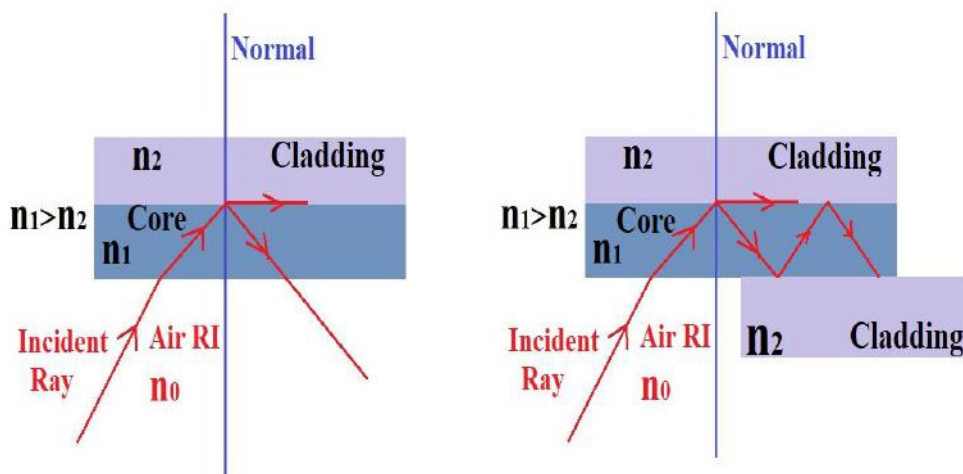 Normal
n2
Cladding
n1>n2
Core
n1
Incident
Ray
Air RI
n0
Normal
n2
Cladding
n1>n2
Core
n1
Incident
Ray
Air RI
n0
n2
Cladding